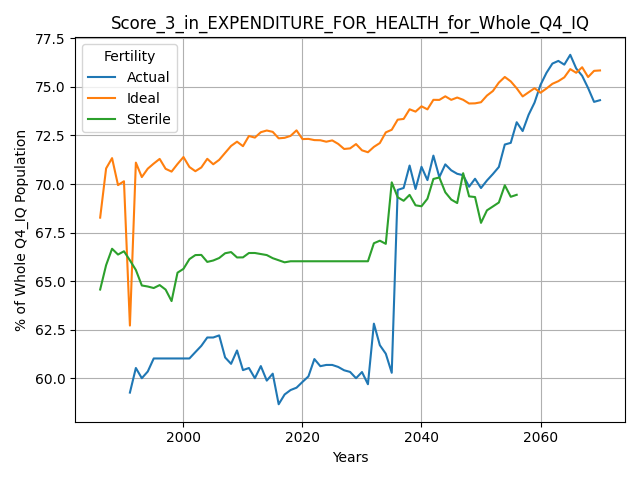 Score_3_in_EXPENDITURE_FOR_HEALTH_for_Whole_Q4_IQ
Fertility
Actual
Ideal
Sterile
% of Whole Q4_IQ Population
77.5
75.0
72.5
70.0
67.5
65.0
62.5
60.0
2000
2020
2040
2060
Years